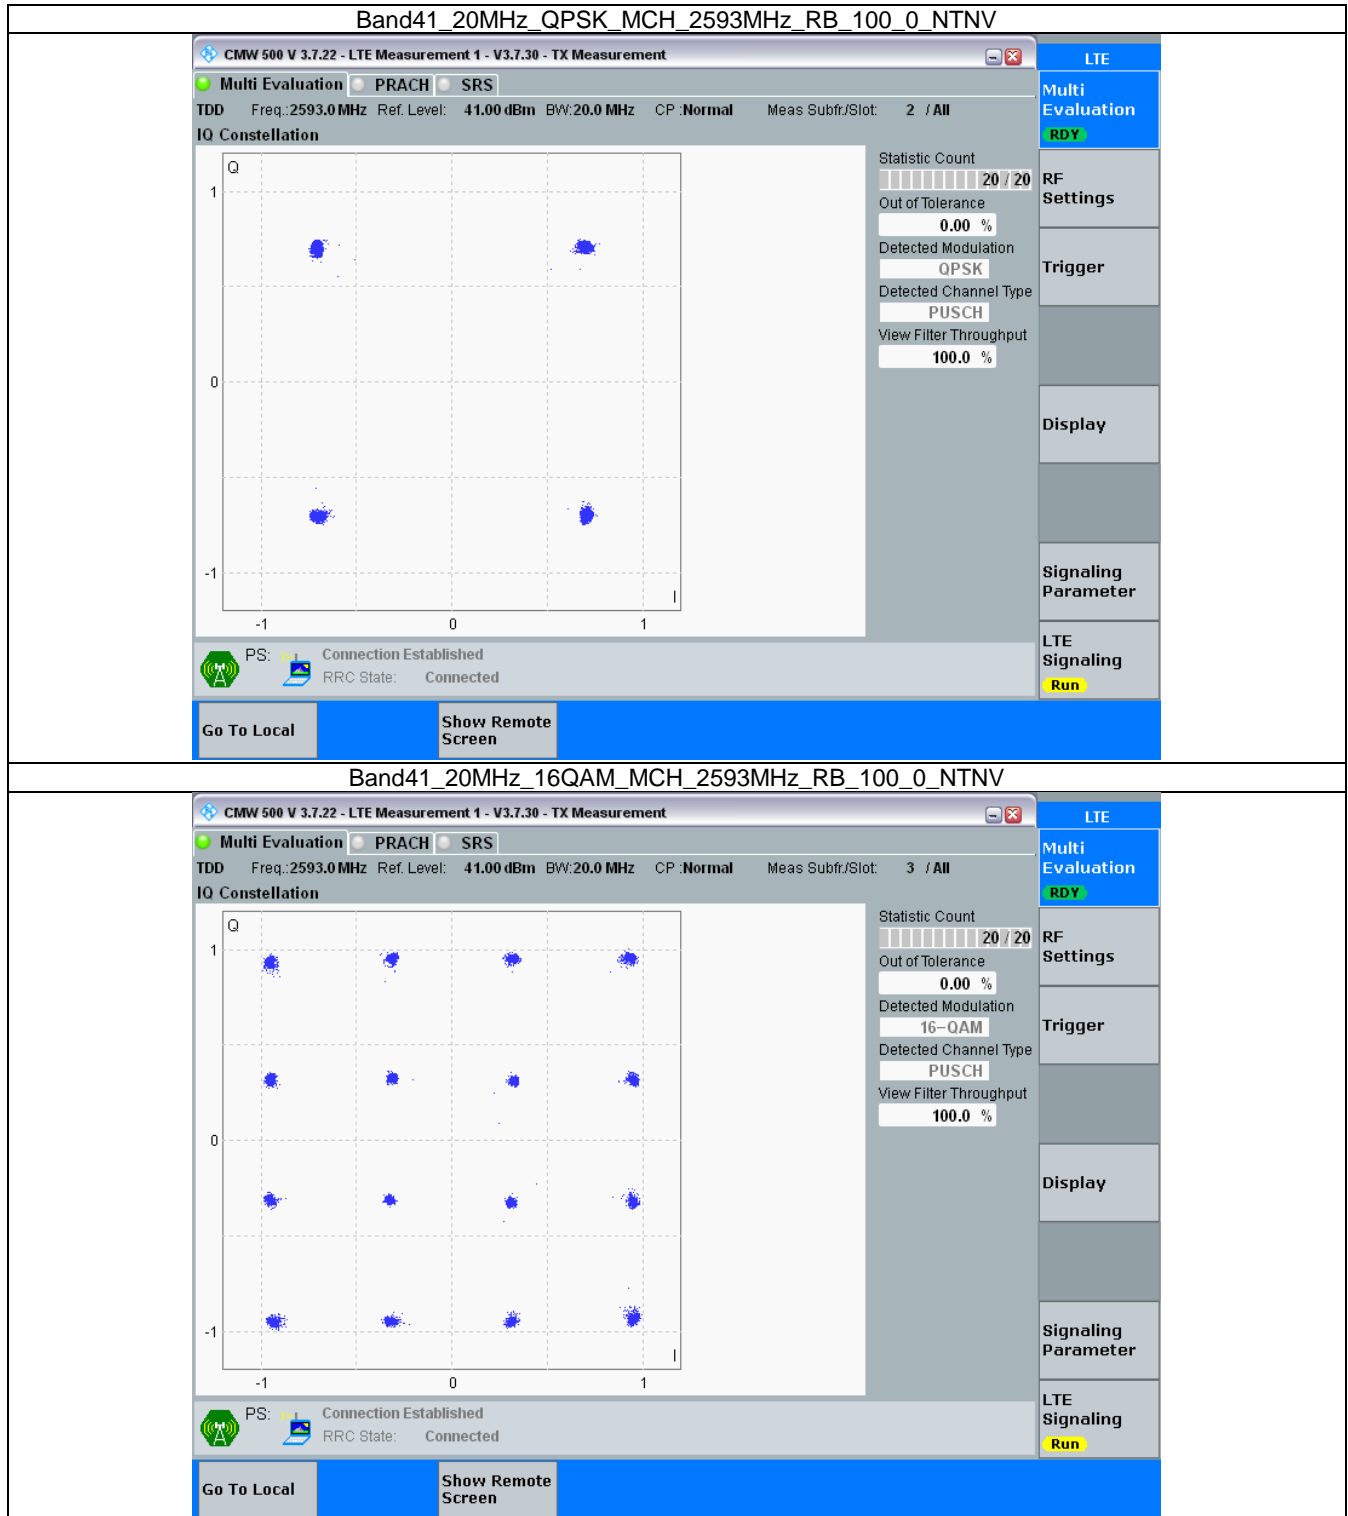 Band41_20MHz_QPSK_MCH_2593MHz_RB_100_0_NTNV
CMW 500 V 3.7.22 - LTE Measurement 1 - V3.7.30 - TX Measurement
LTE
Multi Evaluation PRACH SRS
Multi
Evaluation
RDY
TDD Freq.:2593.0 MHz Ref. Level: 41.00 dBm BW:20.0 MHz CP :Normal Meas Subfr./Slot: 2 / All
IQ Constellation
Q
1
0
-1
I
-1 0 1
Statistic Count
20 / 20
Out of Tolerance
0.00 %
Detected Modulation
QPSK
Detected Channel Type
PUSCH
View Filter Throughput
100.0 %
RF
Settings
Trigger
Display
Signaling
Parameter
LTE
Signaling
Run
PS: Connection Established
RRC State: Connected
Go To Local
Show Remote
Screen
Band41_20MHz_16QAM_MCH_2593MHz_RB_100_0_NTNV
CMW 500 V 3.7.22 - LTE Measurement 1 - V3.7.30 - TX Measurement
LTE
Multi Evaluation PRACH SRS
Multi
Evaluation
RDY
TDD Freq.:2593.0 MHz Ref. Level: 41.00 dBm BW:20.0 MHz CP :Normal Meas Subfr./Slot: 3 / All
IQ Constellation
Q
1
0
-1
I
-1 0 1
Statistic Count
20 / 20
Out of Tolerance
0.00 %
Detected Modulation
16-QAM
Detected Channel Type
PUSCH
View Filter Throughput
100.0 %
RF
Settings
Trigger
Display
Signaling
Parameter
LTE
Signaling
Run
PS: Connection Established
RRC State: Connected
Go To Local
Show Remote
Screen